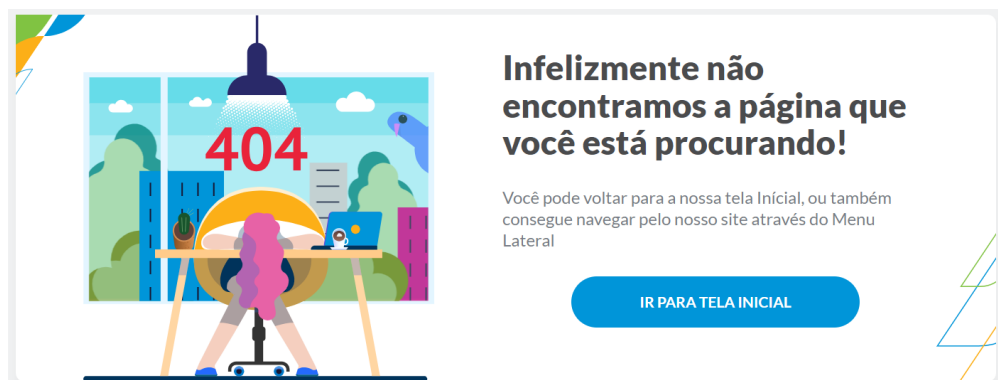 404
Infelizmente não
encontramos a página que
você está procurando!
Você pode voltar para a nossa tela Inícial, ou também
consegue navegar pelo nosso site através do Menu
Lateral
IR PARA TELA INICIAL